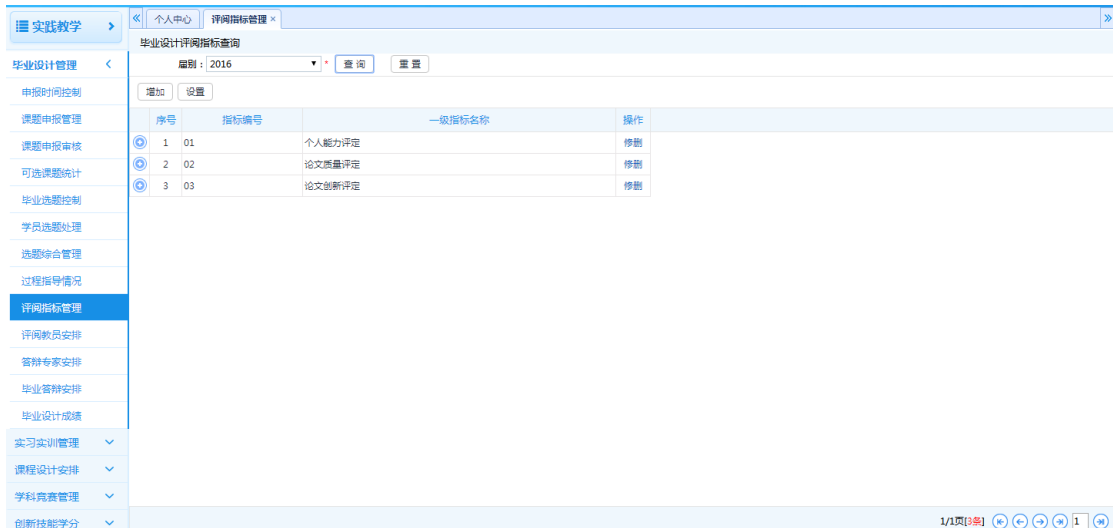 实践教学
个人中心 评阅指标管理 ×
毕业设计评阅指标查询
毕业设计管理
届别： 2016 * 查 询 重 置
申报时间控制
增加 设置
课题申报管理
序号 指标编号 一级指标名称 操作
课题申报审核
1 01 个人能力评定 修删
可选课题统计
2 02 论文质量评定 修删
3 03 论文创新评定 修删
毕业选题控制
学员选题处理
选题综合管理
过程指导情况
评阅指标管理
评阅教员安排
答辩专家安排
毕业答辩安排
毕业设计成绩
实习实训管理
课程设计安排
学科竞赛管理
创新技能学分
1/1页[3条] 1